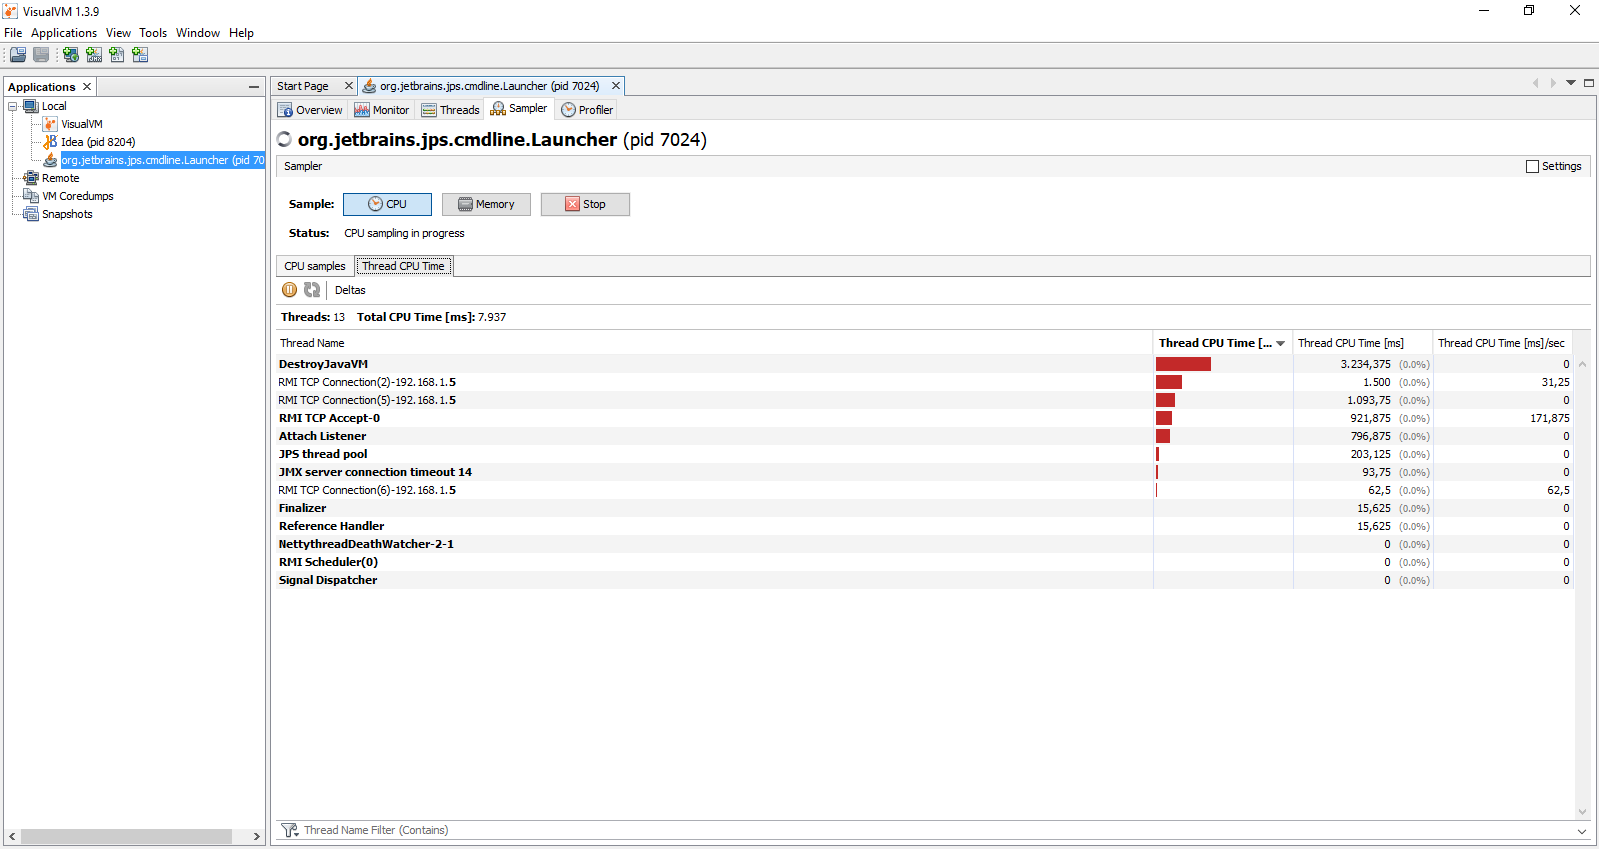 VisualVM 1.3.9
File Applications View Tools Window Help
Applications
Local
VisualVM
Idea (pid 8204)
org.jetbrains.jps.cmdline.Launcher (pid 70
Remote
VM Coredumps
Snapshots
Start Page org.jetbrains.jps.cmdline.Launcher (pid 7024)
Overview Monitor Threads Sampler Profiler
org.jetbrains.jps.cmdline.Launcher (pid 7024)
Sampler Settings
Sample: CPU Memory Stop
Status: CPU sampling in progress
CPU samples Thread CPU Time
Deltas
Threads: 13 Total CPU Time [ms]: 7.937
Thread Name Thread CPU Time [... Thread CPU Time [ms] Thread CPU Time [ms]/sec
DestroyJavaVM 3.234,375 (0.0%) 0
RMI TCP Connection(2)-192.168.1.5 1.500 (0.0%) 31,25
RMI TCP Connection(5)-192.168.1.5 1.093,75 (0.0%) 0
RMI TCP Accept-0 921,875 (0.0%) 171,875
Attach Listener 796,875 (0.0%) 0
JPS thread pool 203,125 (0.0%) 0
JMX server connection timeout 14 93,75 (0.0%) 0
RMI TCP Connection(6)-192.168.1.5 62,5 (0.0%) 62,5
Finalizer 15,625 (0.0%) 0
Reference Handler 15,625 (0.0%) 0
NettythreadDeathWatcher-2-1 0 (0.0%) 0
RMI Scheduler(0) 0 (0.0%) 0
Signal Dispatcher 0 (0.0%) 0
Thread Name Filter (Contains)